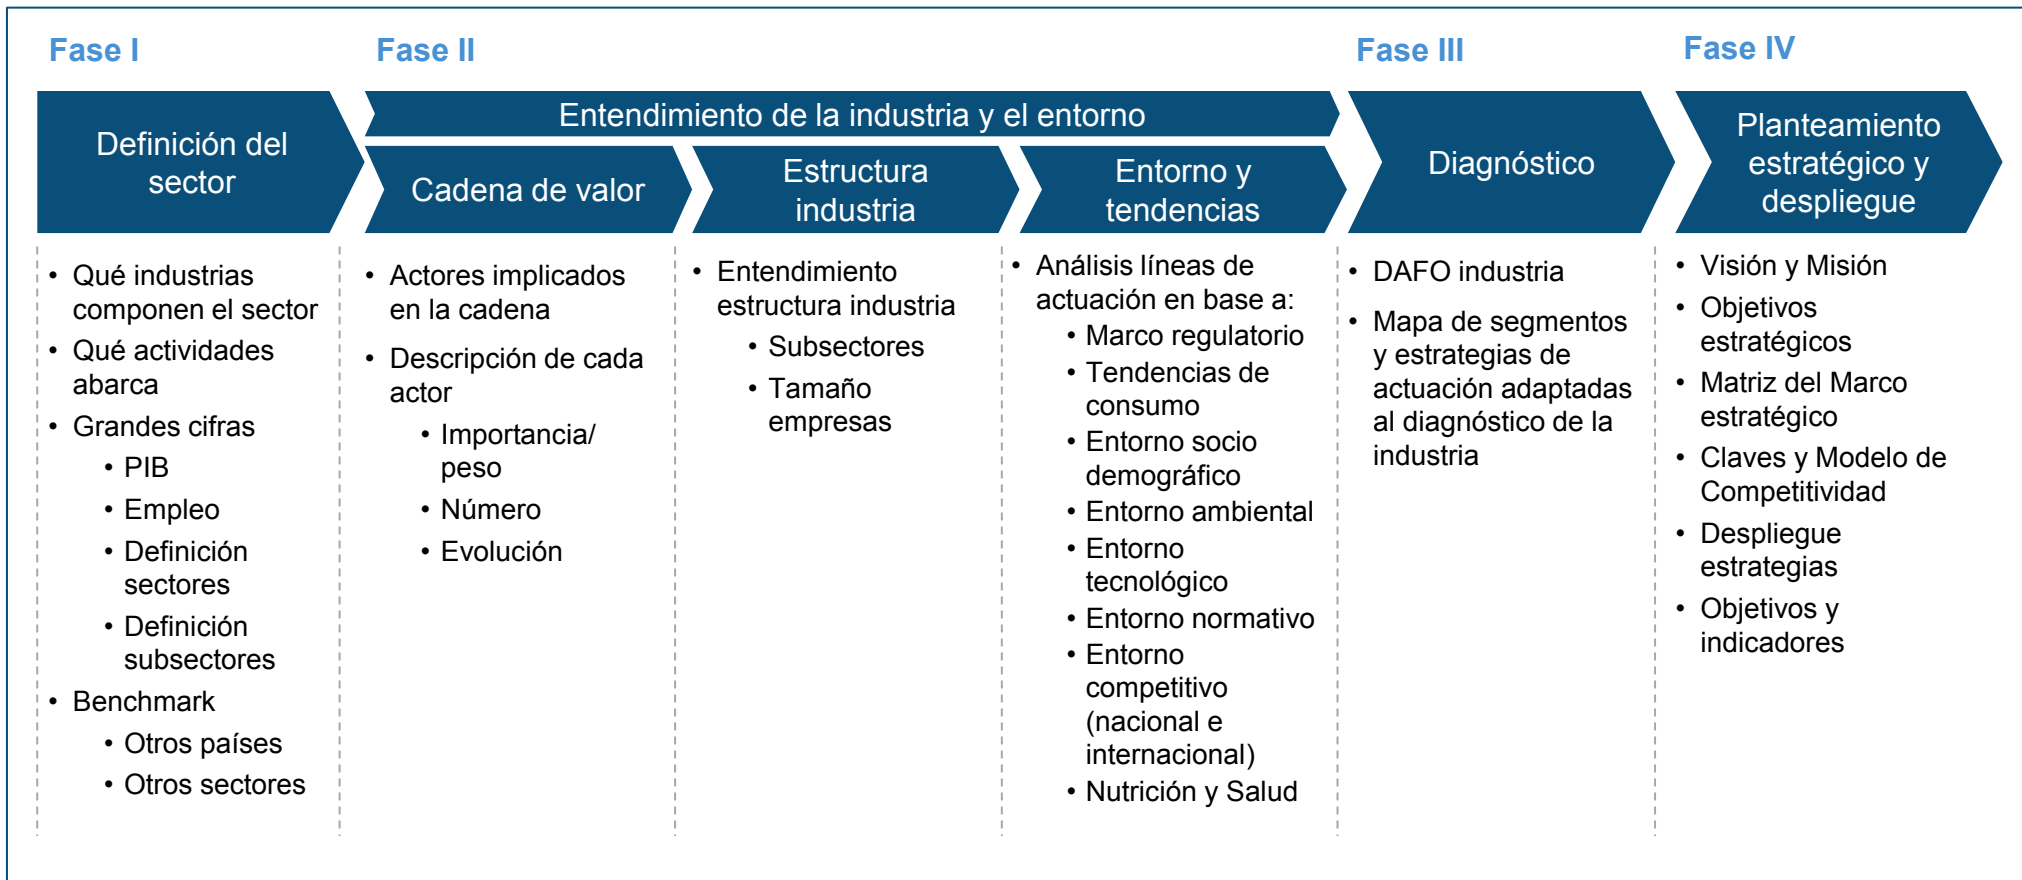 Fase I
Definición del
sector
• Qué industrias
componen el sector
• Qué actividades
abarca
• Grandes cifras
• PIB
• Empleo
• Definición
sectores
• Definición
subsectores
• Benchmark
• Otros países
• Otros sectores
Fase II
Entendimiento de la industria y el entorno
Cadena de valor
• Actores implicados
en la cadena
• Descripción de cada
actor
• Importancia/
peso
• Número
• Evolución
Estructura
industria
• Entendimiento
estructura industria
• Subsectores
• Tamaño
empresas
Entorno y
tendencias
• Análisis líneas de
actuación en base a:
• Marco regulatorio
• Tendencias de
consumo
• Entorno socio
demográfico
• Entorno ambiental
• Entorno
tecnológico
• Entorno normativo
• Entorno
competitivo
(nacional e
internacional)
• Nutrición y Salud
Fase III
Diagnóstico
• DAFO industria
• Mapa de segmentos
y estrategias de
actuación adaptadas
al diagnóstico de la
industria
Fase IV
Planteamiento
estratégico y
despliegue
• Visión y Misión
• Objetivos
estratégicos
• Matriz del Marco
estratégico
• Claves y Modelo de
Competitividad
• Despliegue
estrategias
• Objetivos y
indicadores